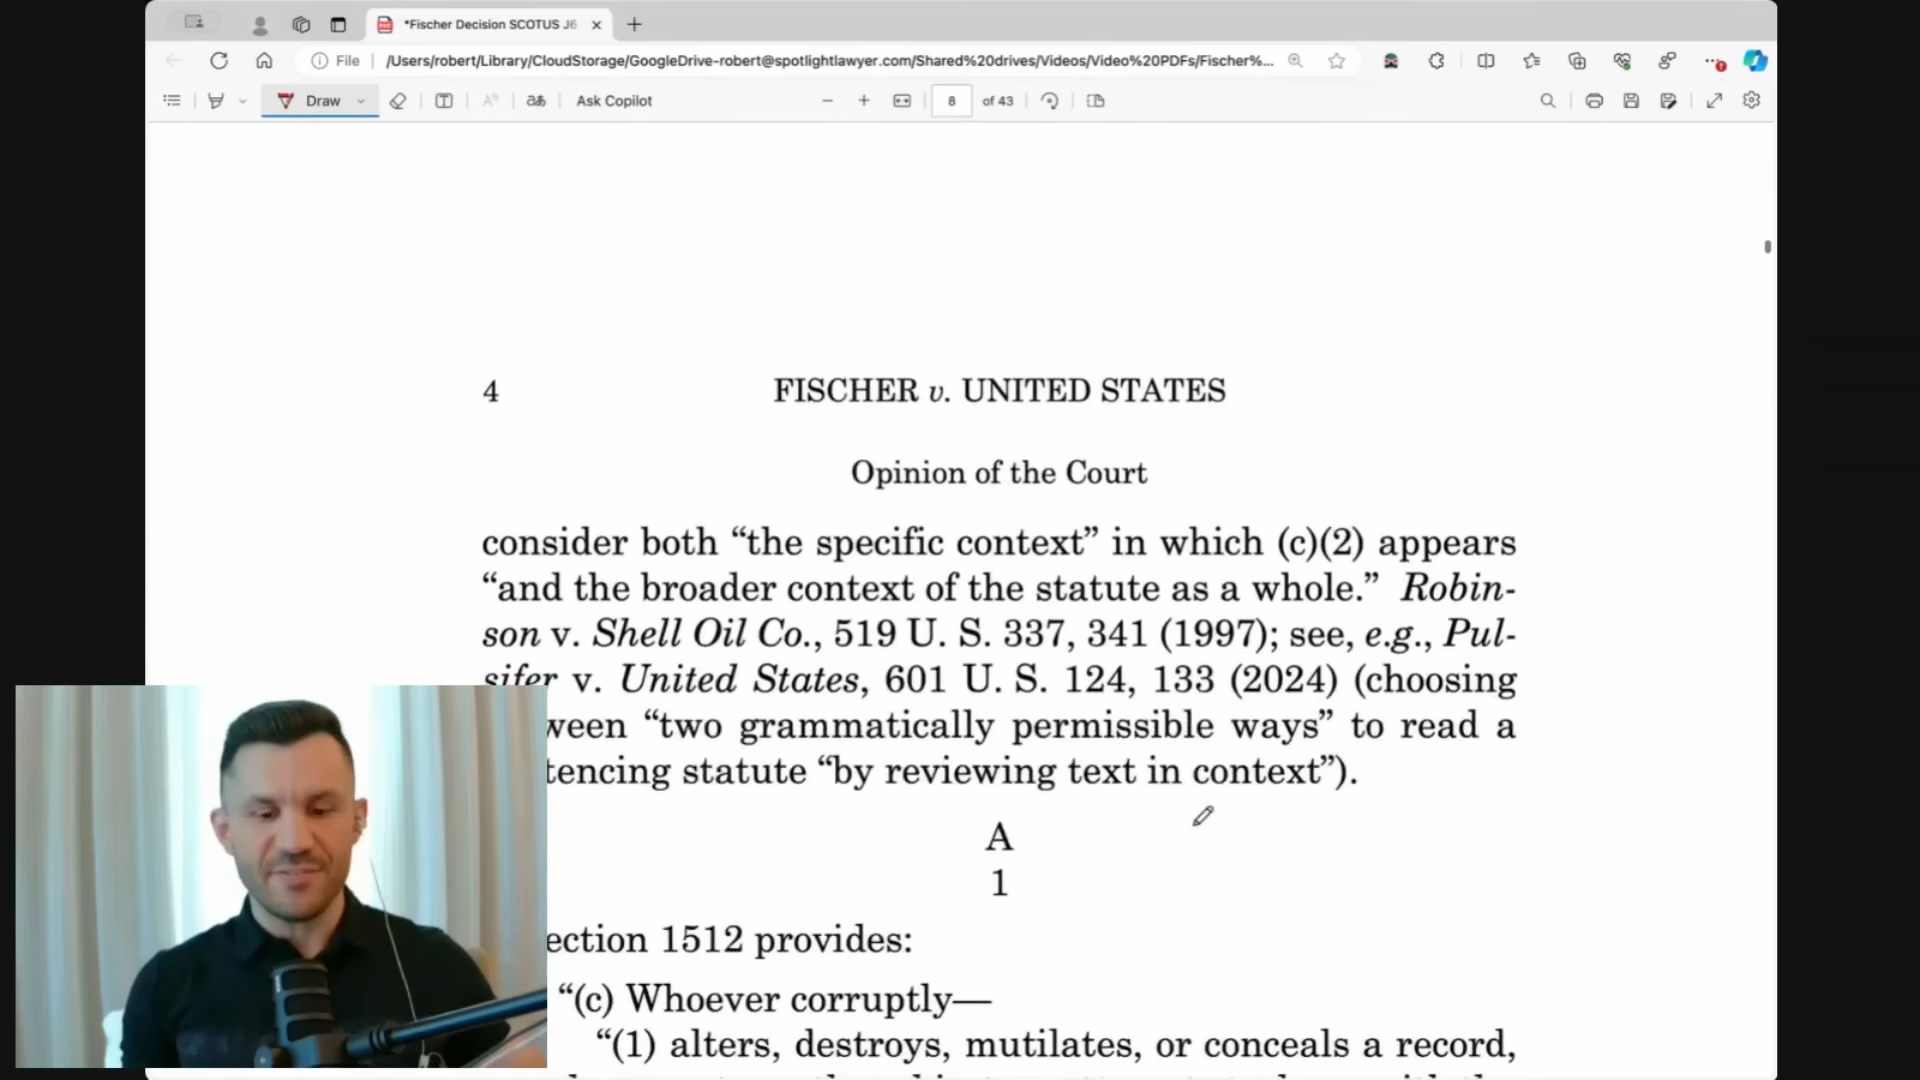 *Fischer Decision SCOTUS J6
File
/Users/robert/Library/CloudStorage/GoogleDrive-robert@spotlightlawyer.com/Shared%20drives/Videos/Video%20PDFs/Fischer%...
Draw
aあ
Ask Copilot
8 of 43
4 FISCHER v. UNITED STATES
Opinion of the Court
consider both “the specific context” in which (c)(2) appears
“and the broader context of the statute as a whole.” Robin-
son v. Shell Oil Co., 519 U. S. 337, 341 (1997); see, e.g., Pul-
sifer v. United States, 601 U. S. 124, 133 (2024) (choosing
ween “two grammatically permissible ways” to read a
tencing statute “by reviewing text in context”).
A
1
ection 1512 provides:
“(c) Whoever corruptly—
“(1) alters, destroys, mutilates, or conceals a record,